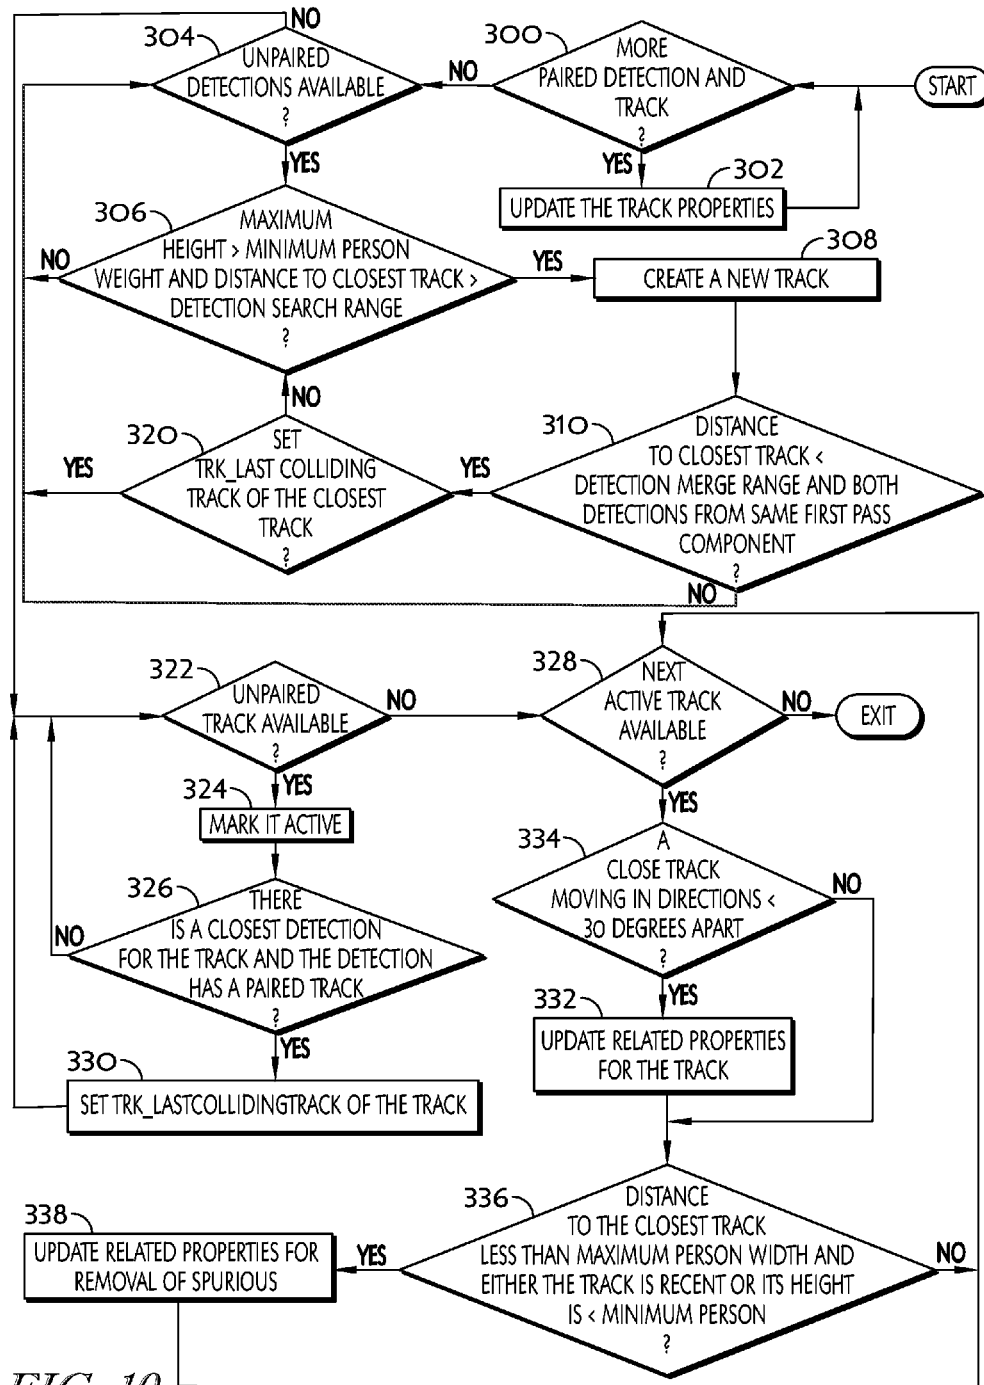 NO
304
UNPAIRED
DETECTIONS AVAILABLE
?
NO
300
MORE
PAIRED DETECTION AND
TRACK
?
START
YES
YES
302
UPDATE THE TRACK PROPERTIES
306
MAXIMUM
HEIGHT > MINIMUM PERSON
WEIGHT AND DISTANCE TO CLOSEST TRACK >
DETECTION SEARCH RANGE
?
NO
YES
308
CREATE A NEW TRACK
NO
320
SET
TRK_LAST COLLIDING
TRACK OF THE CLOSEST
TRACK
?
YES
YES
310
DISTANCE
TO CLOSEST TRACK <
DETECTION MERGE RANGE AND BOTH
DETECTIONS FROM SAME FIRST PASS
COMPONENT
?
NO
322
UNPAIRED
TRACK AVAILABLE
?
NO
328
NEXT
ACTIVE TRACK
AVAILABLE
?
NO
EXIT
YES
324
MARK IT ACTIVE
YES
334
A
CLOSE TRACK
MOVING IN DIRECTIONS <
30 DEGREES APART
?
NO
326
THERE
IS A CLOSEST DETECTION
FOR THE TRACK AND THE DETECTION
HAS A PAIRED TRACK
?
NO
YES
YES
332
UPDATE RELATED PROPERTIES
FOR THE TRACK
330
SET TRK_LASTCOLLIDINGTRACK OF THE TRACK
336
DISTANCE
TO THE CLOSEST TRACK
LESS THAN MAXIMUM PERSON WIDTH AND
EITHER THE TRACK IS RECENT OR ITS HEIGHT
IS < MINIMUM PERSON
?
NO
YES
338
UPDATE RELATED PROPERTIES FOR
REMOVAL OF SPURIOUS
FIG. 10